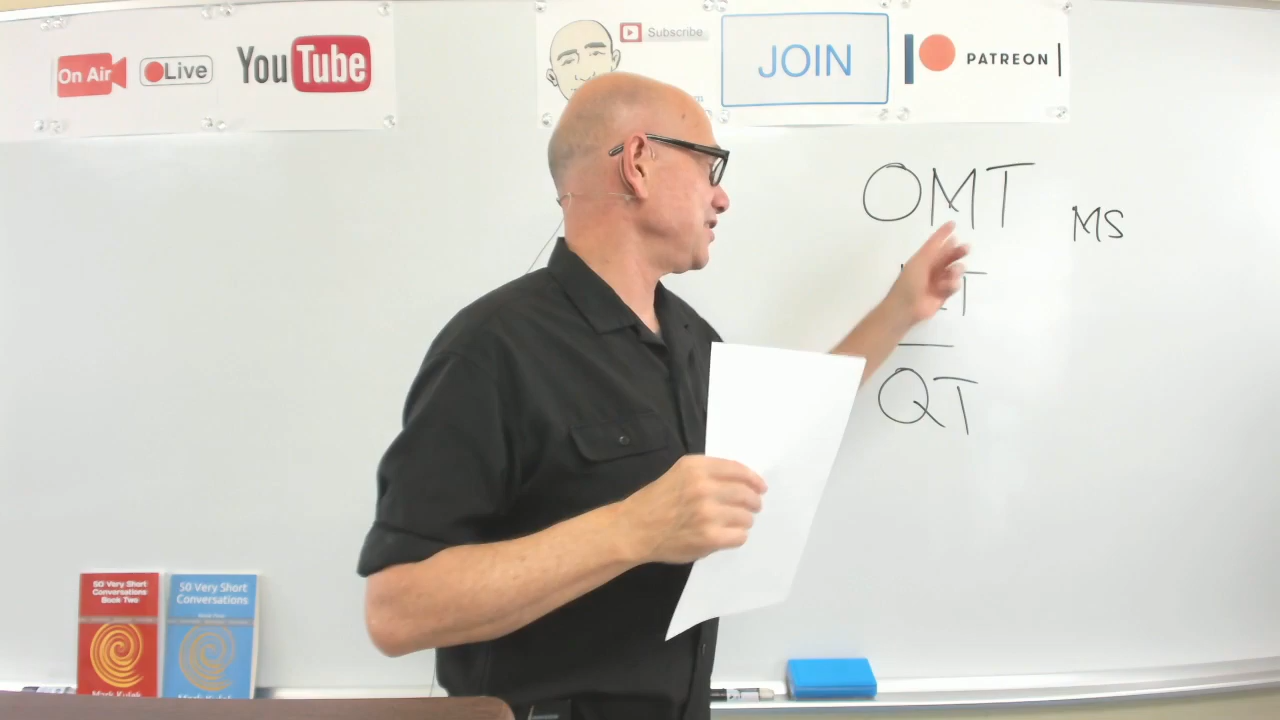 On Air
Live
YouTube
Subscribe
JOIN
PATREON
OMT
MS
QT
50 Very Short
Conversations
Book Two
50 Very Short
Conversations